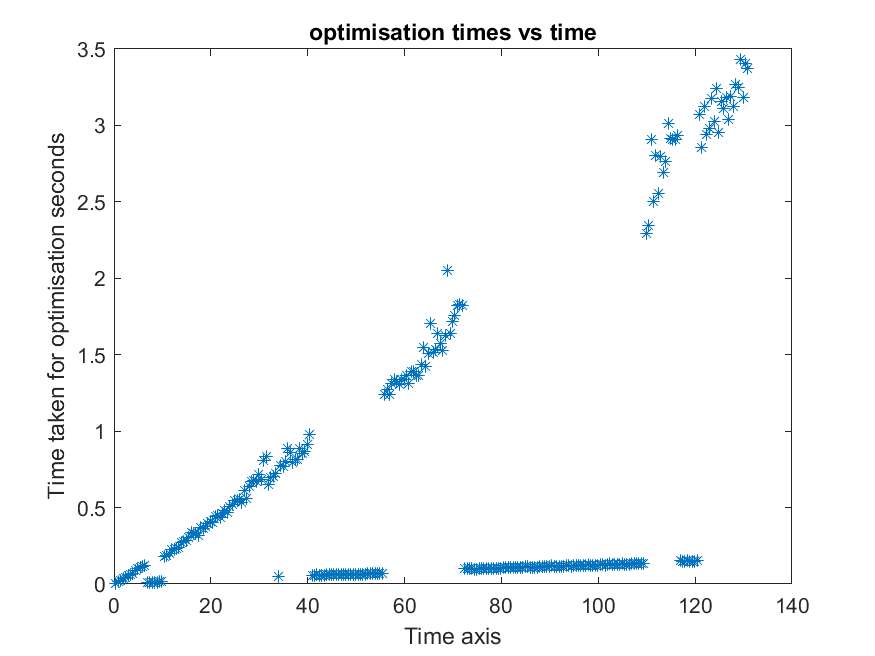 optimisation times vs time
Time taken for optimisation seconds
3.5
3
2.5
2
1.5
1
0.5
0
0 20 40 60 80 100 120 140
Time axis